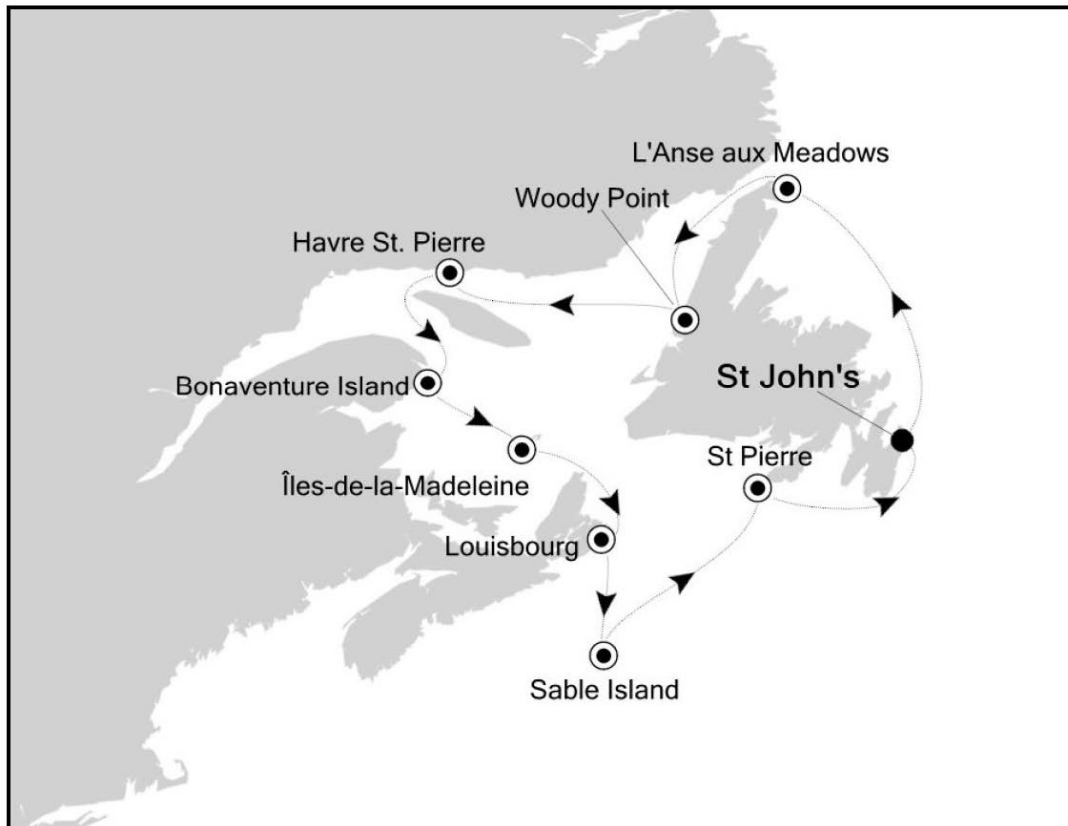 L'Anse aux Meadows
Woody Point
Havre St. Pierre
St John's
Bonaventure Island
St Pierre
Îles-de-la-Madeleine
Louisbourg
Sable Island